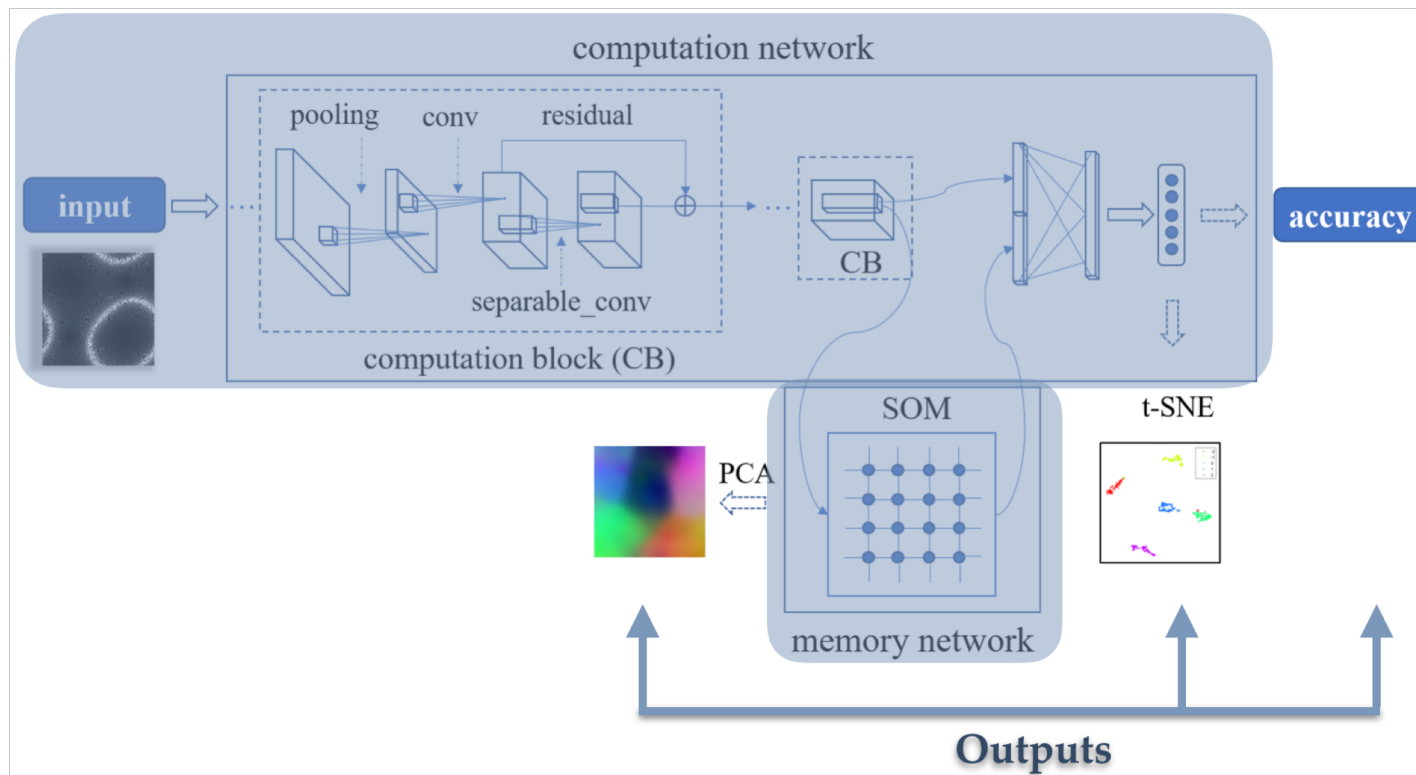 computation network
pooling
conv
residual
input
...
...
accuracy
CB
separable_conv
computation block (CB)
SOM
t-SNE
PCA
memory network
Outputs